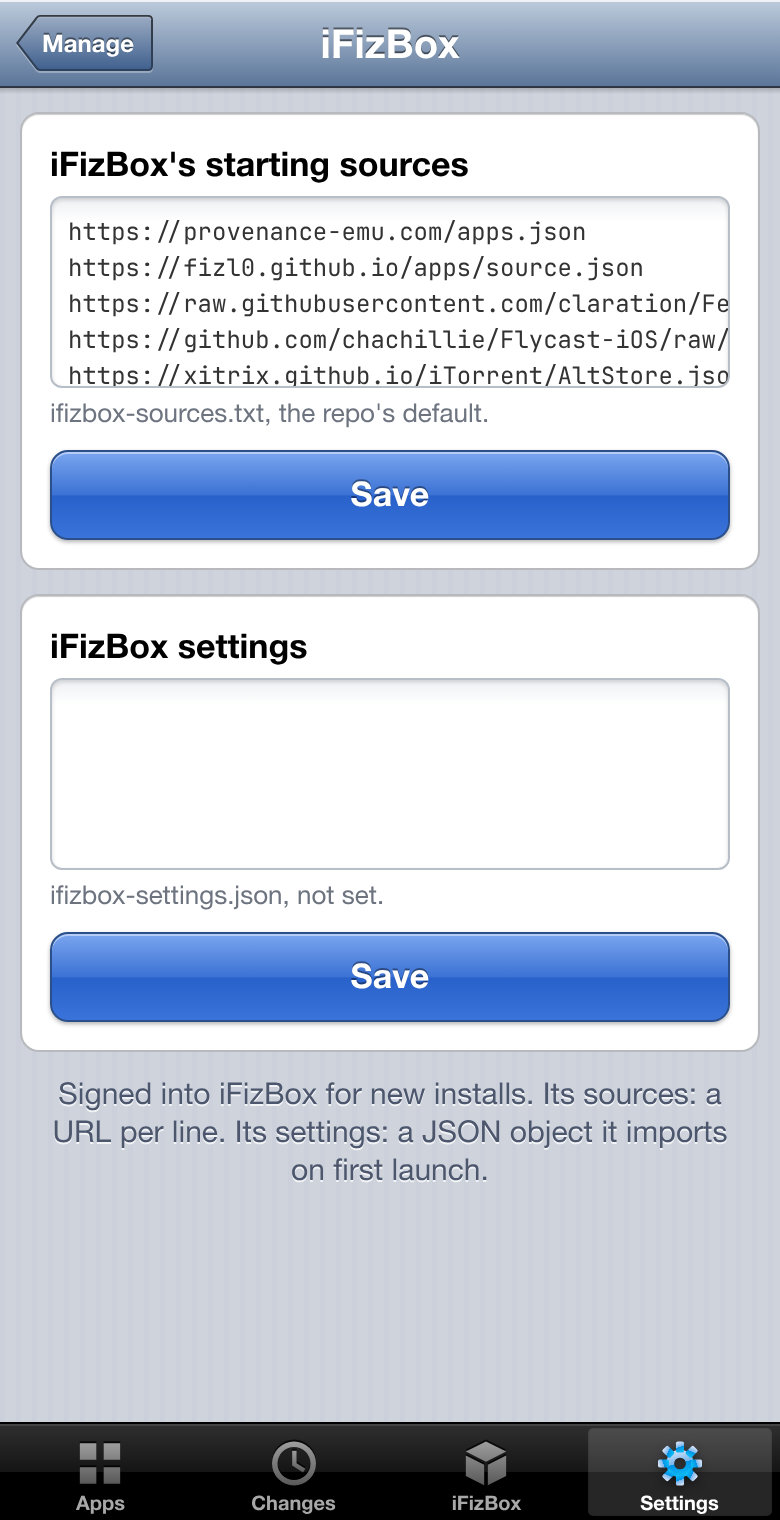 Manage
iFizBox
iFizBox's starting sources
https://provenance-emu.com/apps.json
https://fizl0.github.io/apps/source.json
https://raw.githubusercontent.com/claration/Fe
https://github.com/chachillie/Flycast-iOS/raw/
https://xitrix.github.io/iTorrent/AltStore.jso
ifizbox-sources.txt, the repo's default.
Save
iFizBox settings
ifizbox-settings.json, not set.
Save
Signed into iFizBox for new installs. Its sources: a
URL per line. Its settings: a JSON object it imports
on first launch.
Apps
Changes
iFizBox
Settings